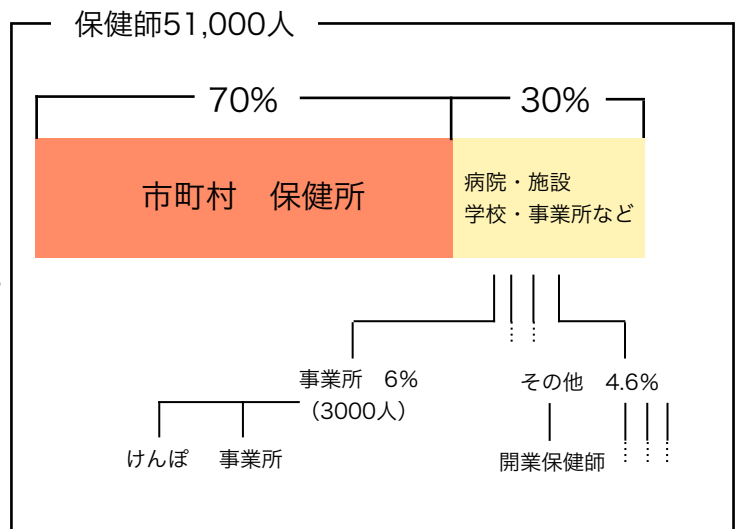 保健師51,000人
70%
30%
市町村　保健所
病院・施設
学校・事業所など
事業所　6%
（3000人）
その他　4.6%
けんぽ　事業所
開業保健師